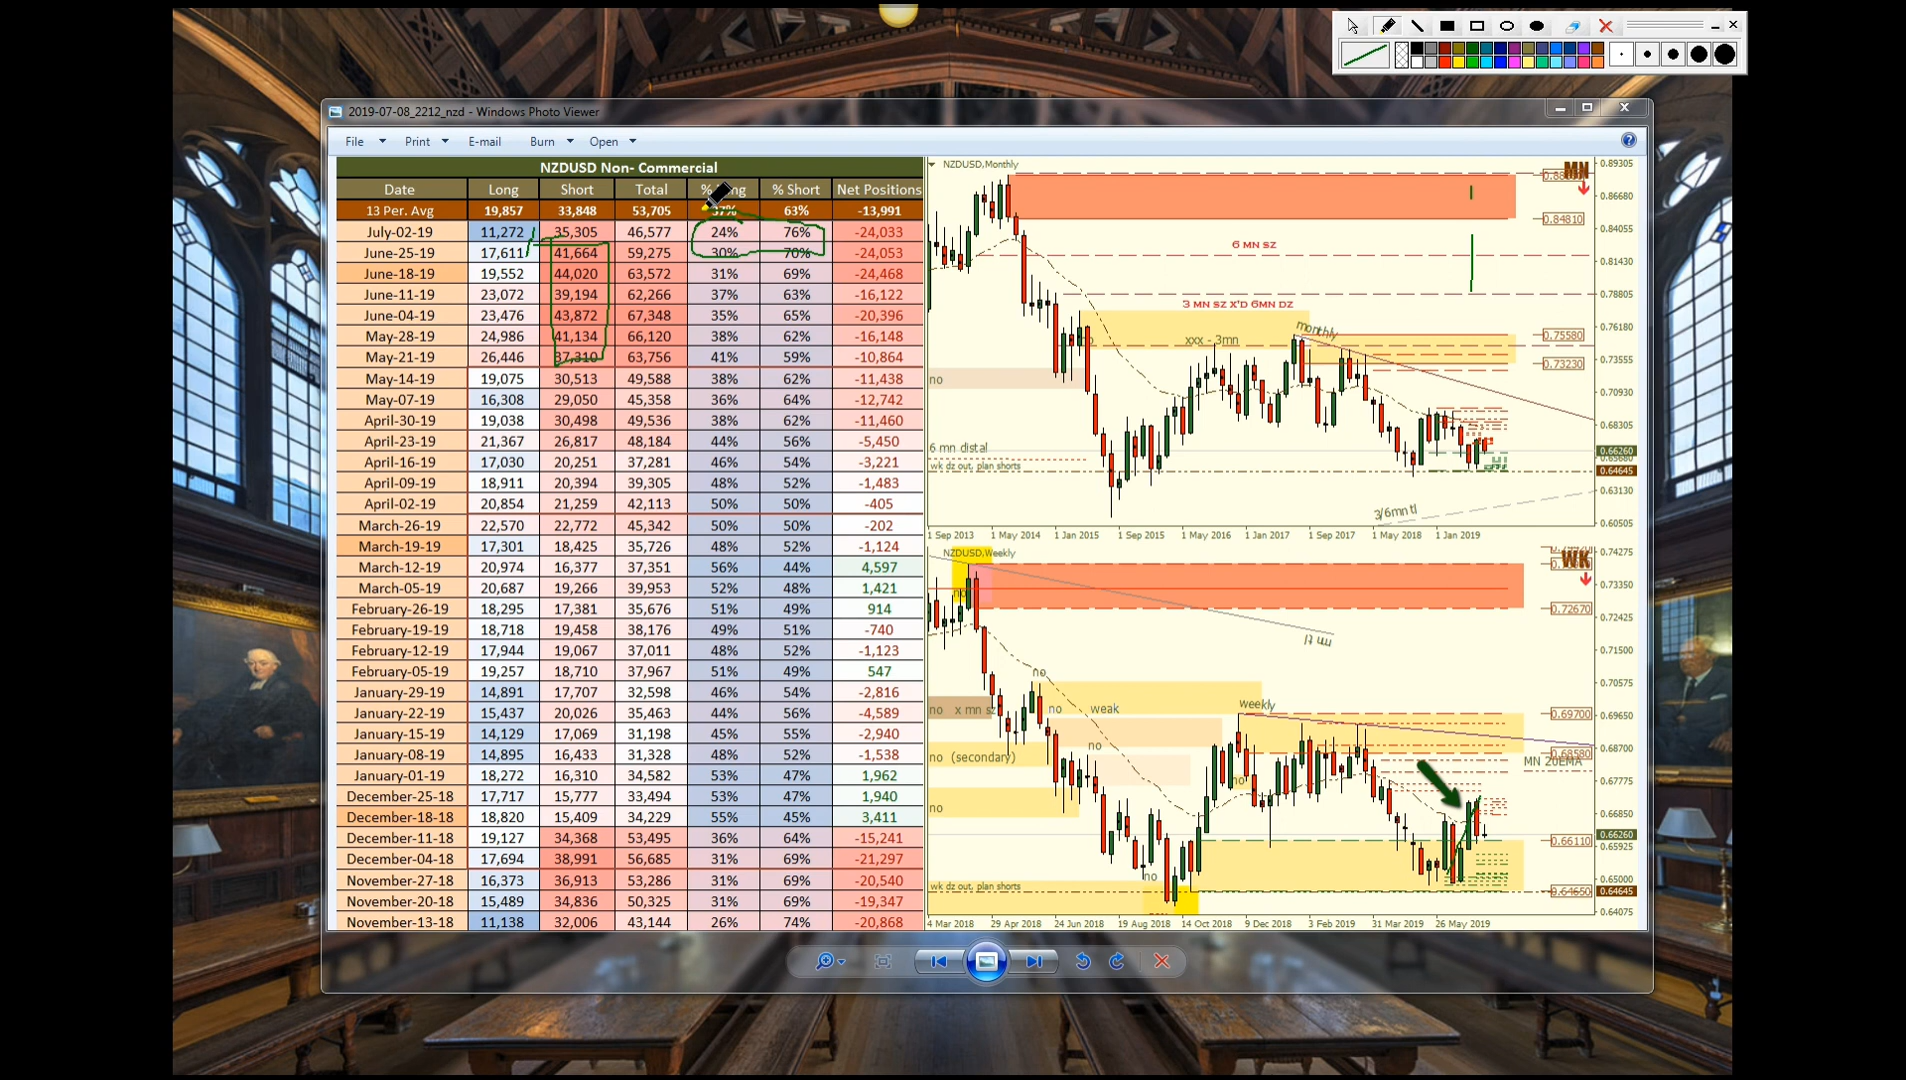 2019-07-08_2212_nzd - Windows Photo Viewer
File Print E-mail Burn Open
NZDUSD Non- Commercial
Date Long Short Total % Short Net Positions
13 Per. Avg 19,857 33,848 53,705 37% 63% -13,991
July-02-19 11,272 35,305 46,577 24% 76% -24,033
June-25-19 17,611 41,664 59,275 30% 70% -24,053
June-18-19 19,552 44,020 63,572 31% 69% -24,468
June-11-19 23,072 39,194 62,266 37% 63% -16,122
June-04-19 23,476 43,872 67,348 35% 65% -20,396
May-28-19 24,986 41,134 66,120 38% 62% -16,148
May-21-19 26,446 37,310 63,756 41% 59% -10,864
May-14-19 19,075 30,513 49,588 38% 62% -11,438
May-07-19 16,308 29,050 45,358 36% 64% -12,742
April-30-19 19,038 30,498 49,536 38% 62% -11,460
April-23-19 21,367 26,817 48,184 44% 56% -5,450
April-16-19 17,030 20,251 37,281 46% 54% -3,221
April-09-19 18,911 20,394 39,305 48% 52% -1,483
April-02-19 20,854 21,259 42,113 50% 50% -405
March-26-19 22,570 22,772 45,342 50% 50% -202
March-19-19 17,301 18,425 35,726 48% 52% -1,124
March-12-19 20,974 16,377 37,351 56% 44% 4,597
March-05-19 20,687 19,266 39,953 52% 48% 1,421
February-26-19 18,295 17,381 35,676 51% 49% 914
February-19-19 18,718 19,458 38,176 49% 51% -740
February-12-19 17,944 19,067 37,011 48% 52% -1,123
February-05-19 19,257 18,710 37,967 51% 49% 547
January-29-19 14,891 17,707 32,598 46% 54% -2,816
January-22-19 15,437 20,026 35,463 44% 56% -4,589
January-15-19 14,129 17,069 31,198 45% 55% -2,940
January-08-19 14,895 16,433 31,328 48% 52% -1,538
January-01-19 18,272 16,310 34,582 53% 47% 1,962
December-25-18 17,717 15,777 33,494 53% 47% 1,940
December-18-18 18,820 15,409 34,229 55% 45% 3,411
December-11-18 19,127 34,368 53,495 36% 64% -15,241
December-04-18 17,694 38,991 56,685 31% 69% -21,297
November-27-18 16,373 36,913 53,286 31% 69% -20,540
November-20-18 15,489 34,836 50,325 31% 69% -19,347
November-13-18 11,138 32,006 43,144 26% 74% -20,868
NZDUSD,Monthly
MN
0.89305
0.86680
0.84810
0.84055
6 MN SZ
0.81430
0.78805
3 MN SZ X'D 6MN DZ
0.76180
monthly
0.75580
xxx - 3mn
0.73555
0.73230
no
0.70930
0.68305
6 mn distal
0.66260
wk dz out, plan shorts
0.64645
0.63130
3/6mn tl
0.60505
1 Sep 2013 1 May 2014 1 Jan 2015 1 Sep 2015 1 May 2016 1 Jan 2017 1 Sep 2017 1 May 2018 1 Jan 2019
NZDUSD,Weekly
WK
0.74275
0.73350
no
0.72670
0.72425
mn tl
0.71500
no
0.70575
no x mn sz no weak
weekly
0.69700
0.69650
no
0.68700
0.68580
no (secondary)
MN 20EMA
no
0.67775
no
0.66850
0.66260
0.66110
0.65925
no
0.65000
wk dz out, plan shorts
0.64650
0.64645
0.64075
4 Mar 2018 29 Apr 2018 24 Jun 2018 19 Aug 2018 14 Oct 2018 9 Dec 2018 3 Feb 2019 31 Mar 2019 26 May 2019